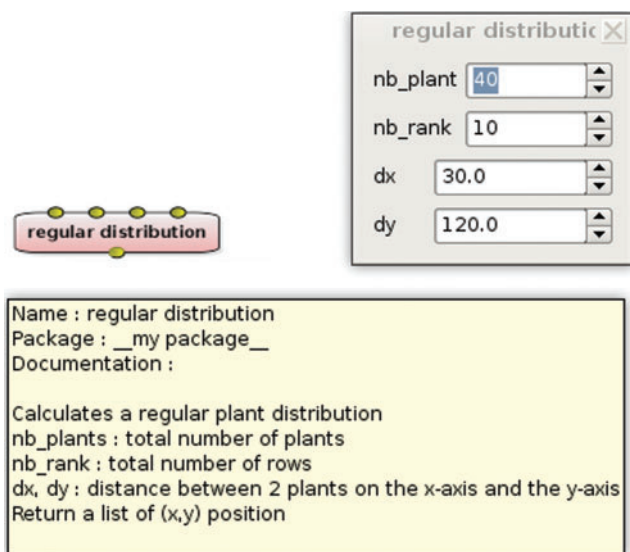 regular distributic
nb_plant 40
nb_rank 10
dx 30.0
dy 120.0
regular distribution
Name : regular distribution
Package : __my package__
Documentation :
Calculates a regular plant distribution
nb_plants : total number of plants
nb_rank : total number of rows
dx, dy : distance between 2 plants on the x-axis and the y-axis
Return a list of (x,y) position